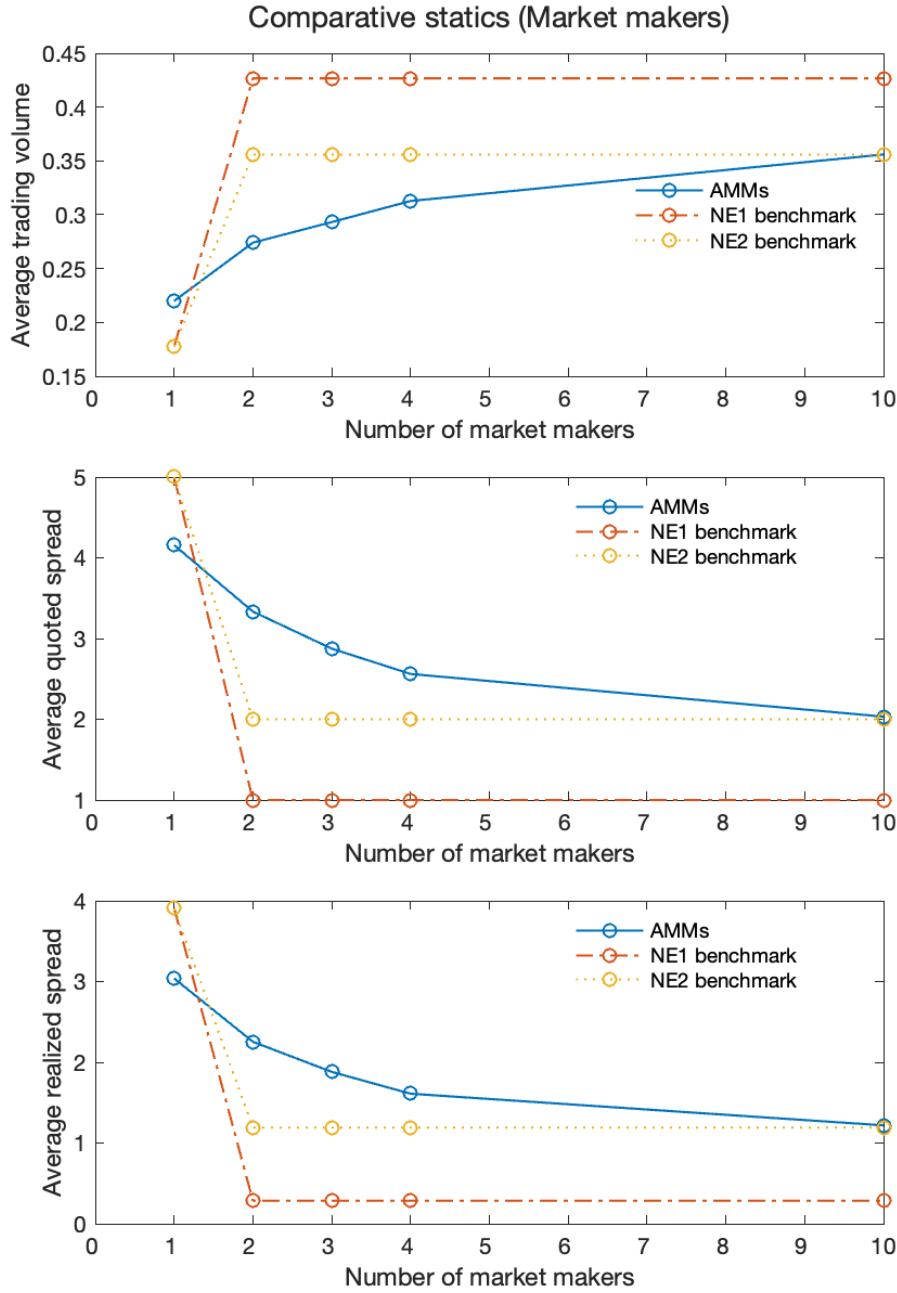 Comparative statics (Market makers)
Average trading volume
0.45
0.4
0.35
0.3
0.25
0.2
0.15
AMMs
NE1 benchmark
NE2 benchmark
0 1 2 3 4 5 6 7 8 9 10
Number of market makers
Average quoted spread
5
4
3
2
1
AMMs
NE1 benchmark
NE2 benchmark
0 1 2 3 4 5 6 7 8 9 10
Number of market makers
Average realized spread
4
3
2
1
0
AMMs
NE1 benchmark
NE2 benchmark
0 1 2 3 4 5 6 7 8 9 10
Number of market makers